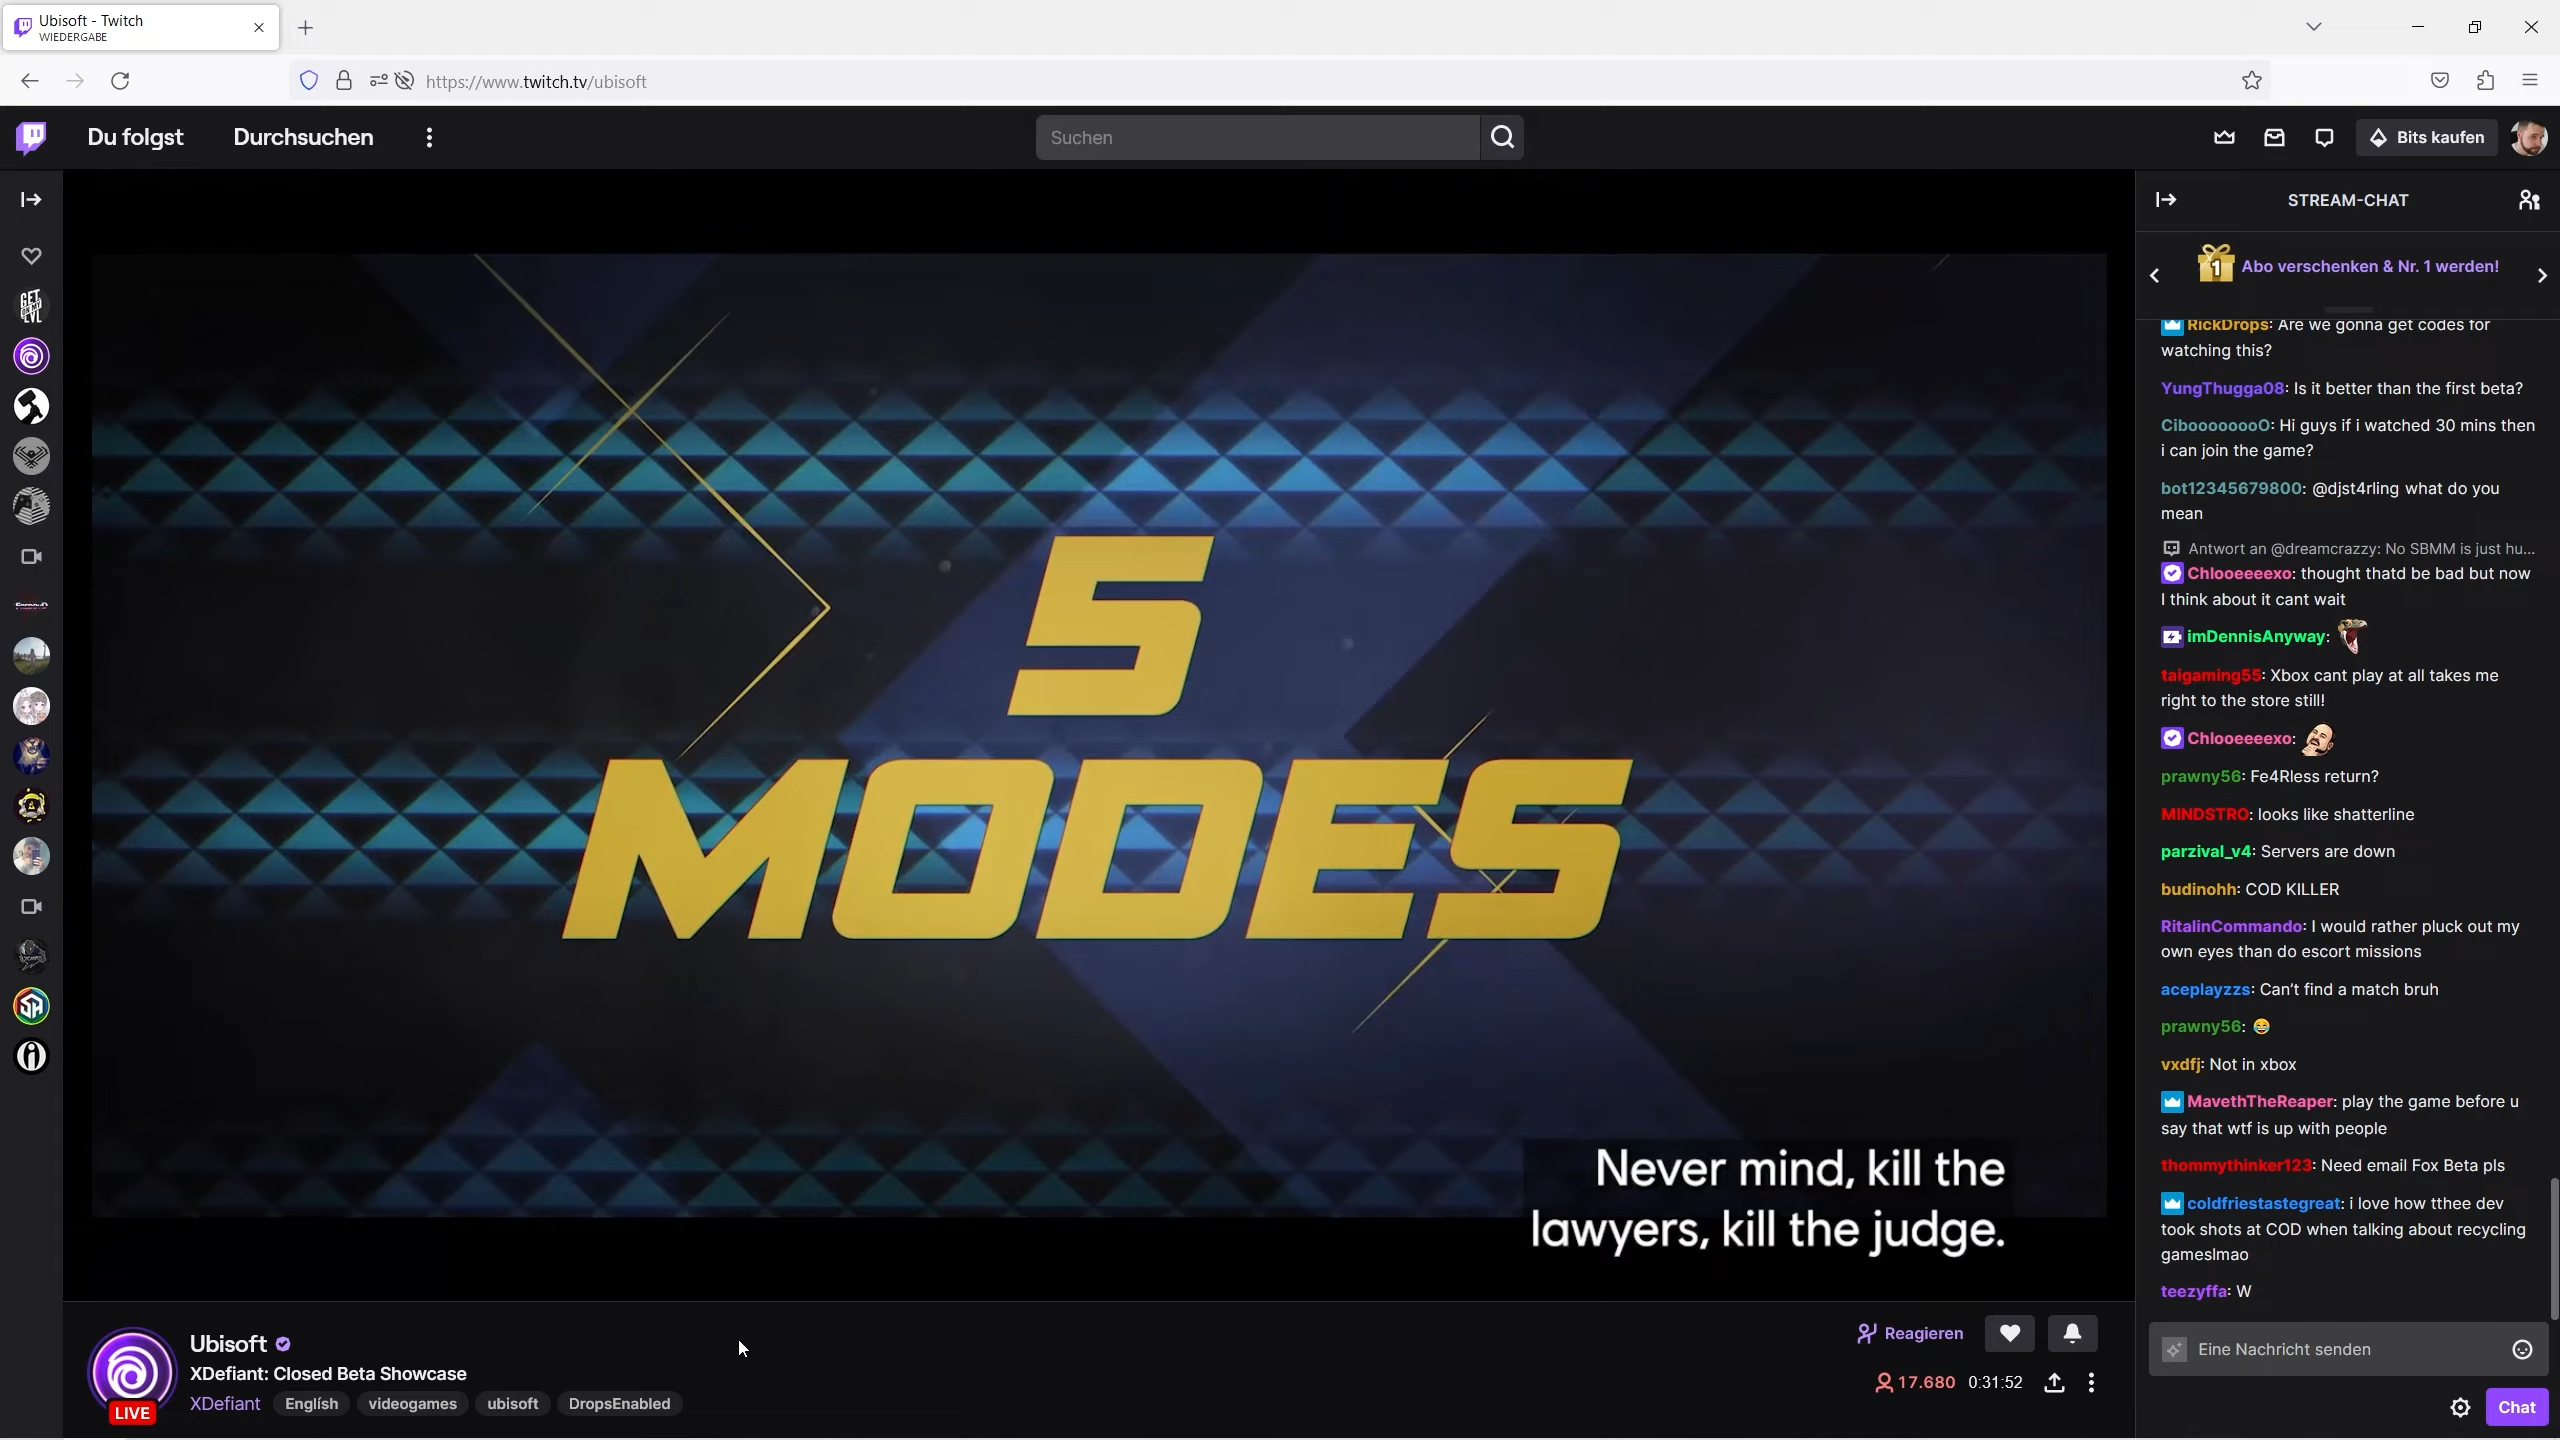 Ubisoft - Twitch
WIEDERGABE
https://www.twitch.tv/ubisoft
Du folgst
Durchsuchen
Suchen
Bits kaufen
GET
ON MY
LVL
5
MODES
Never mind, kill the
lawyers, kill the judge.
Ubisoft
XDefiant: Closed Beta Showcase
XDefiant
English
videogames
ubisoft
DropsEnabled
LIVE
Reagieren
17.680
0:31:52
STREAM-CHAT
1
Abo verschenken & Nr. 1 werden!
RickDrops: Are we gonna get codes for
watching this?
YungThugga08: Is it better than the first beta?
CiboooooooO: Hi guys if i watched 30 mins then
i can join the game?
bot12345679800: @djst4rling what do you
mean
Antwort an @dreamcrazzy: No SBMM is just hu...
Chlooeeeexo: thought thatd be bad but now
I think about it cant wait
imDennisAnyway:
taigaming55: Xbox cant play at all takes me
right to the store still!
Chlooeeeexo:
prawny56: Fe4Rless return?
MINDSTRO: looks like shatterline
parzival_v4: Servers are down
budinohh: COD KILLER
RitalinCommando: I would rather pluck out my
own eyes than do escort missions
aceplayzzs: Can't find a match bruh
prawny56: 😂
vxdfj: Not in xbox
MavethTheReaper: play the game before u
say that wtf is up with people
thommythinker123: Need email Fox Beta pls
coldfriestastegreat: i love how tthee dev
took shots at COD when talking about recycling
gameslmao
teezyffa: W
Eine Nachricht senden
Chat